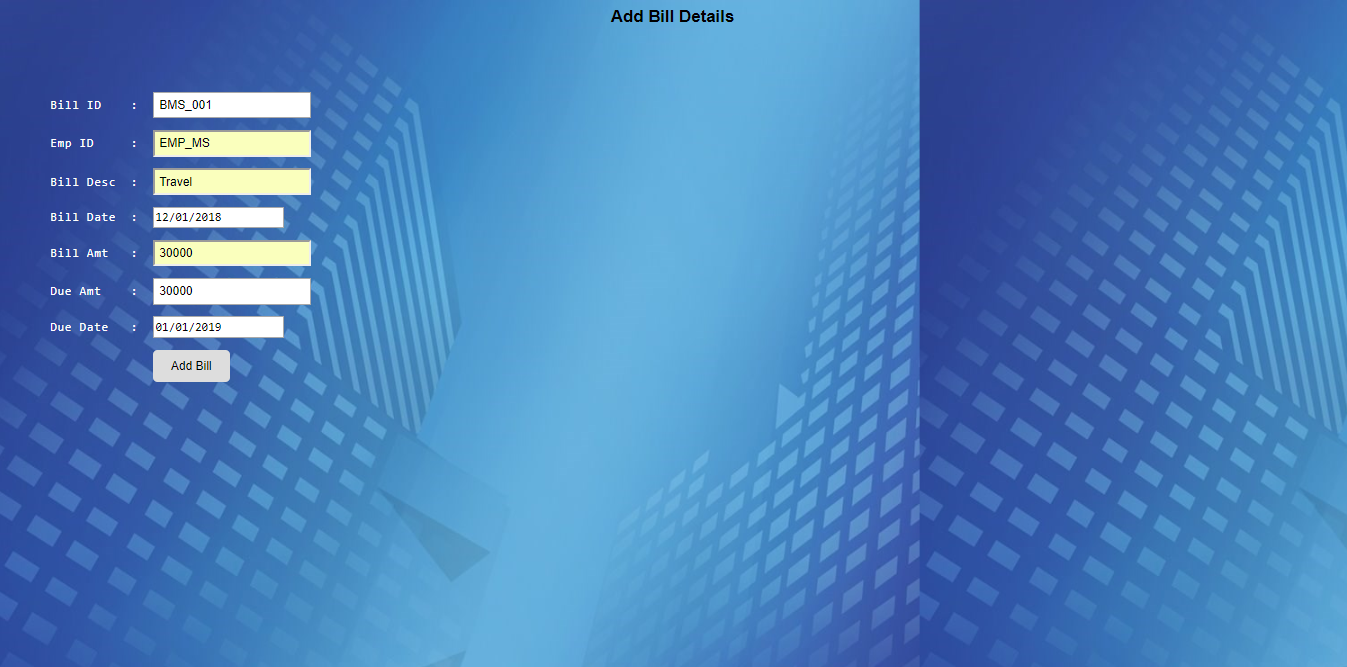 Add Bill Details
Bill ID : BMS_001
Emp ID : EMP_MS
Bill Desc : Travel
Bill Date : 12/01/2018
Bill Amt : 30000
Due Amt : 30000
Due Date : 01/01/2019
Add Bill